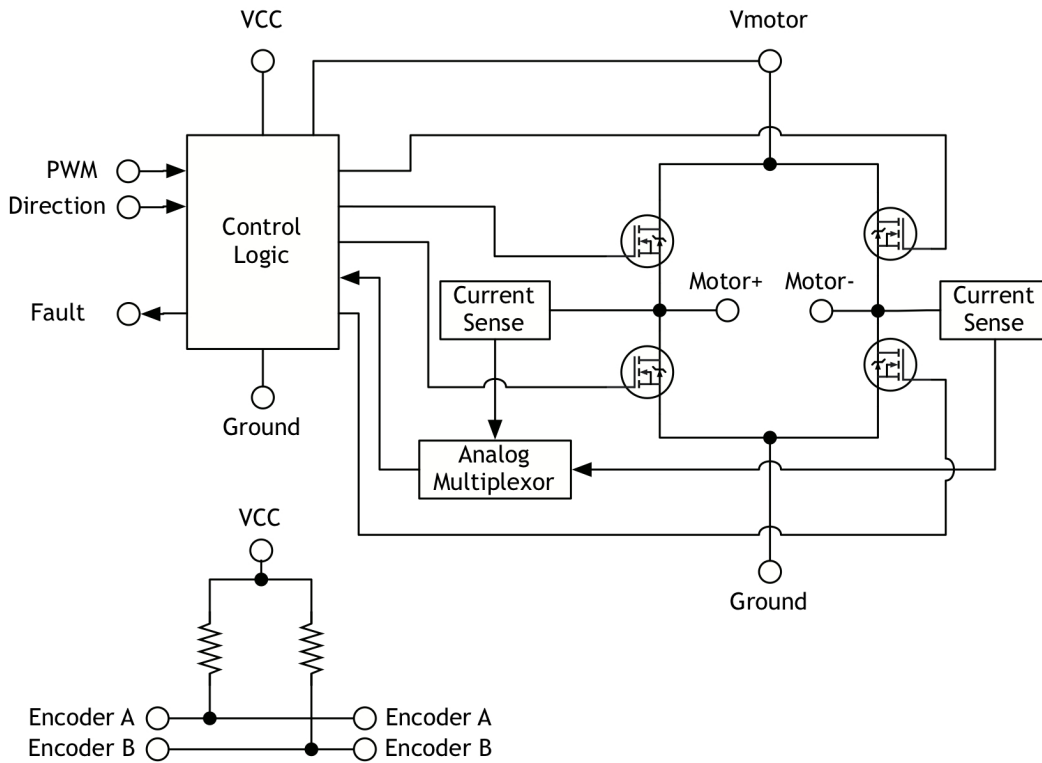 VCC
Vmotor
PWM
Direction
Control
Logic
Fault
Current
Sense
Motor+
Motor-
Current
Sense
Ground
Analog
Multiplexor
VCC
Ground
Encoder A
Encoder A
Encoder B
Encoder B